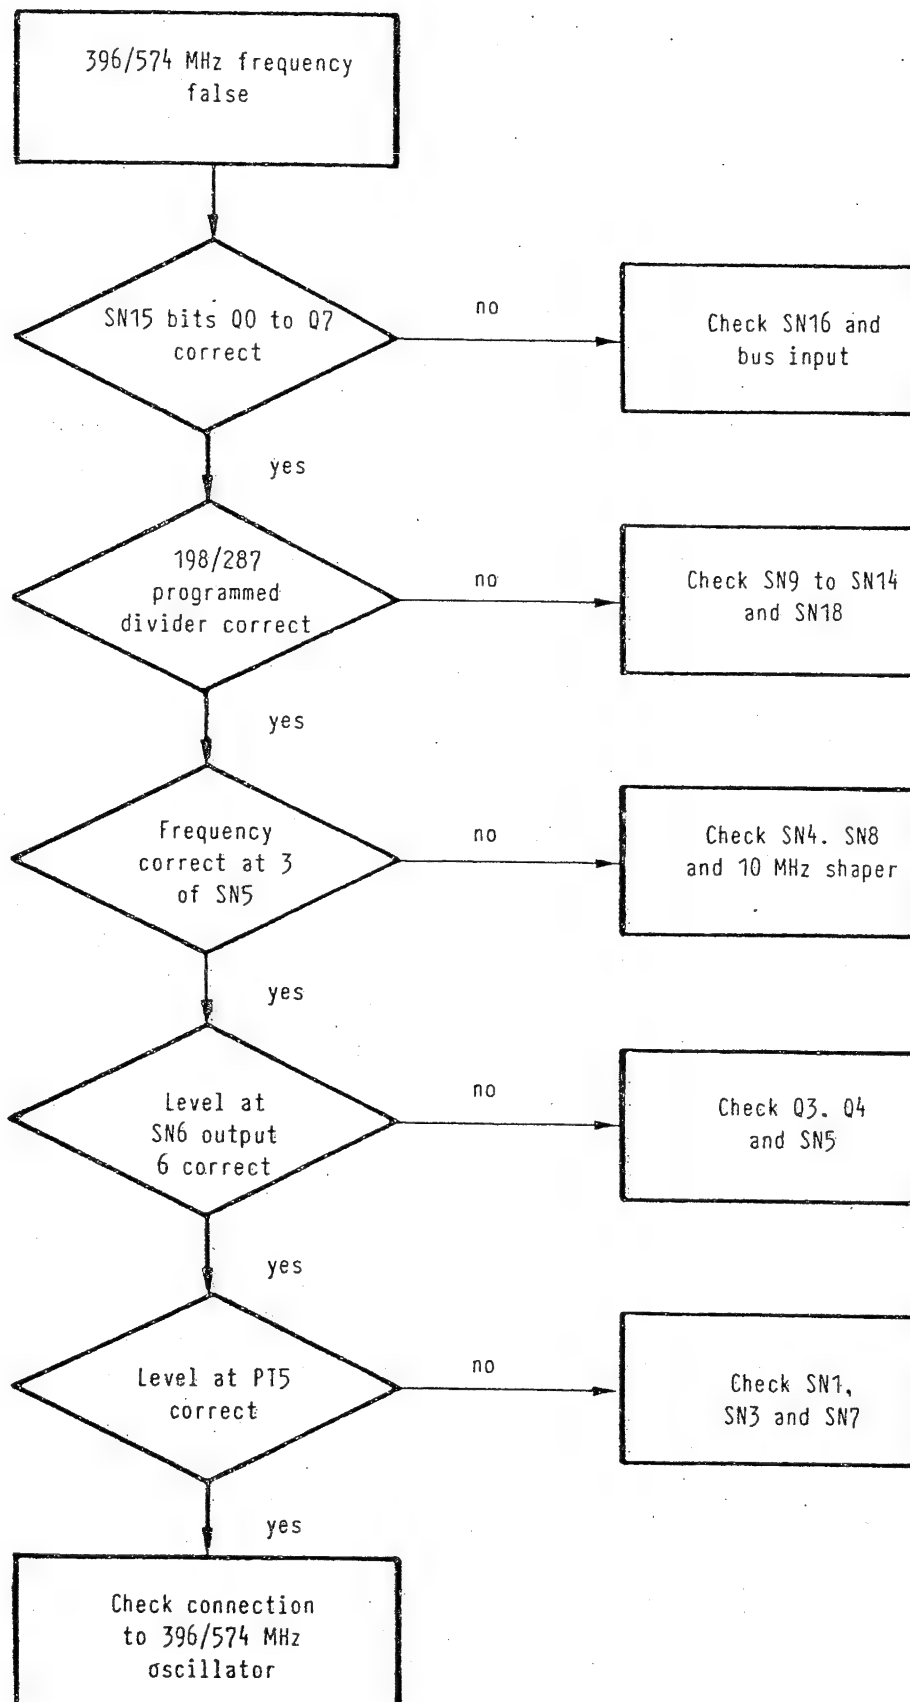 396/574 MHz frequency
false
SN15 bits Q0 to Q7
correct
no
Check SN16 and
bus input
yes
198/287
programmed
divider correct
no
Check SN9 to SN14
and SN18
yes
Frequency
correct at 3
of SN5
no
Check SN4. SN8
and 10 MHz shaper
yes
Level at
SN6 output
6 correct
no
Check Q3. Q4
and SN5
yes
Level at PT5
correct
no
Check SN1,
SN3 and SN7
yes
Check connection
to 396/574 MHz
oscillator